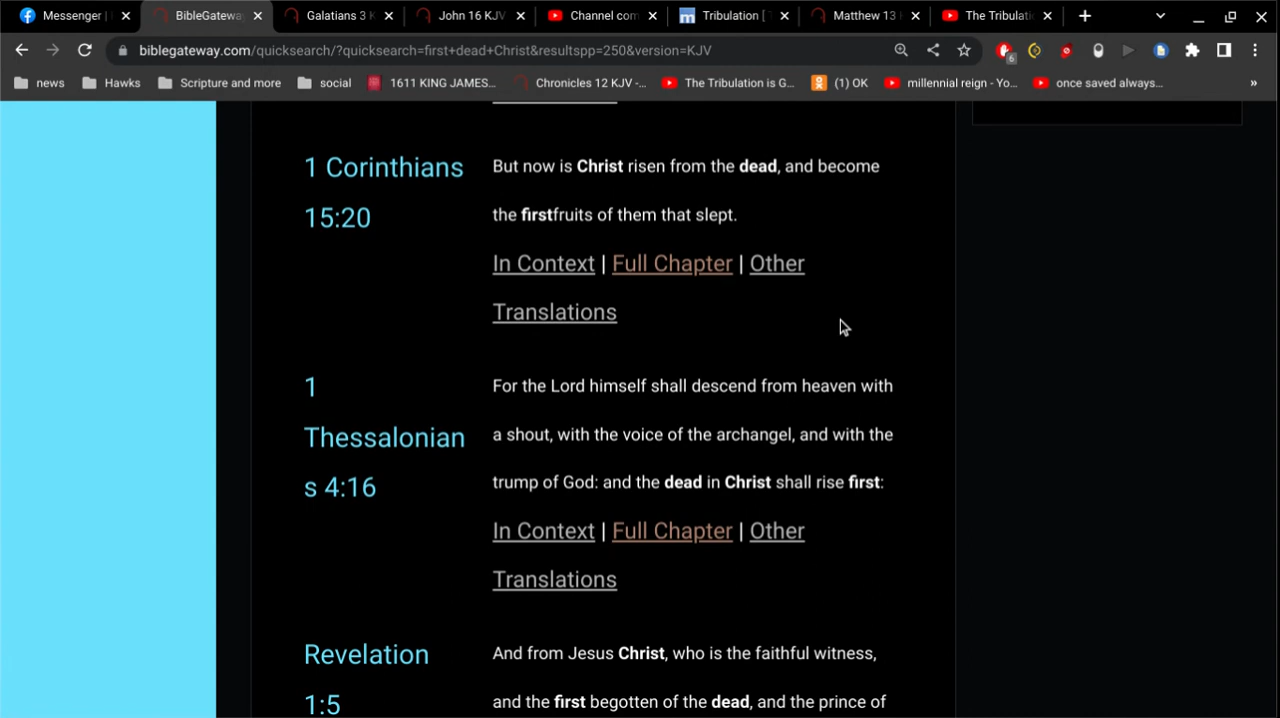 Messenger |
BibleGateway
Galatians 3 K
John 16 KJV
Channel com
Tribulation [ T
Matthew 13
The Tribulati
biblegateway.com/quicksearch/?quicksearch=first+dead+Christ&resultspp=250&version=KJV
6
news
Hawks
Scripture and more
social
1611 KING JAMES...
Chronicles 12 KJV -...
The Tribulation is G...
(1) OK
millennial reign - Yo...
once saved always...
»
1 Corinthians
15:20
But now is Christ risen from the dead, and become
the firstfruits of them that slept.
In Context | Full Chapter | Other
Translations
1
Thessalonian
s 4:16
For the Lord himself shall descend from heaven with
a shout, with the voice of the archangel, and with the
trump of God: and the dead in Christ shall rise first:
In Context | Full Chapter | Other
Translations
Revelation
1:5
And from Jesus Christ, who is the faithful witness,
and the first begotten of the dead, and the prince of